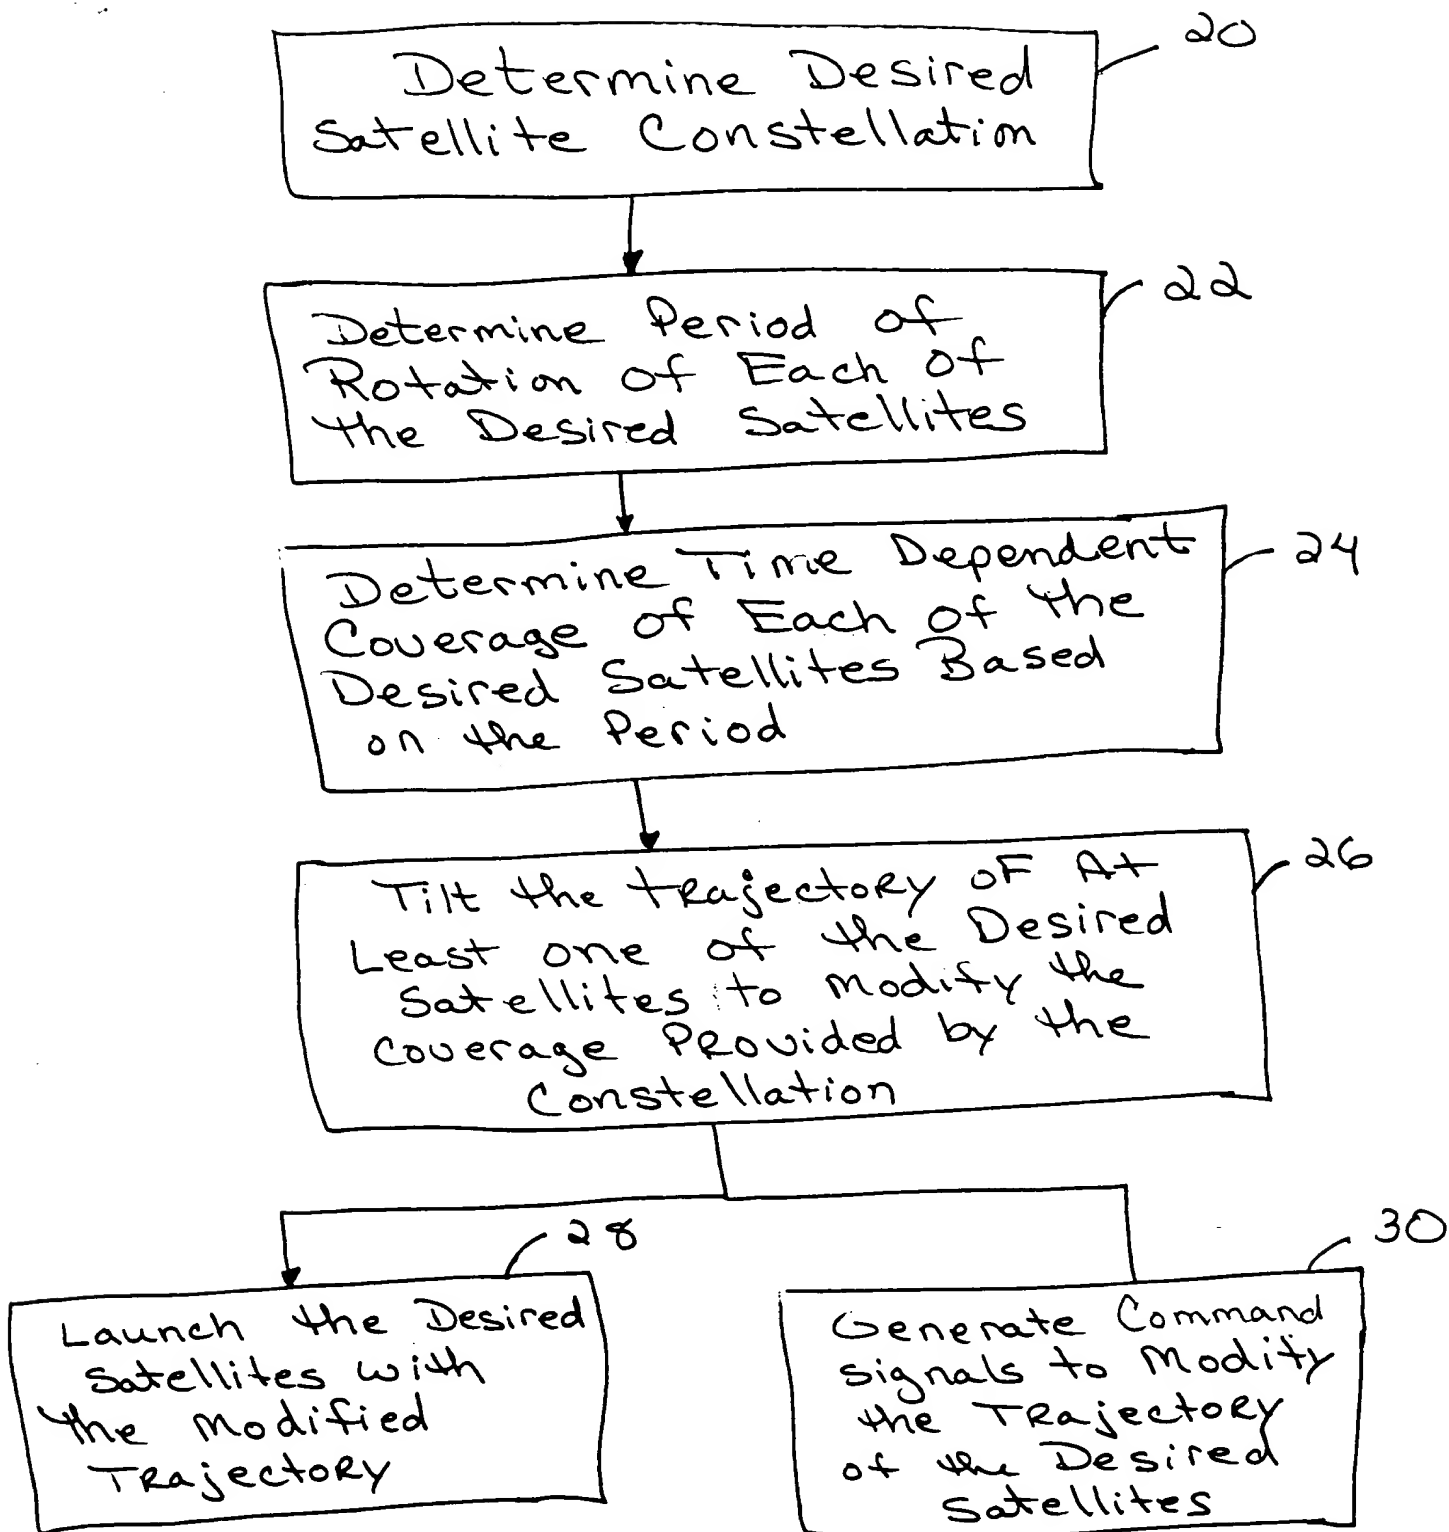 20
Determine Desired
Satellite Constellation
22
Determine Period of
Rotation of Each of
the Desired Satellites
24
Determine Time Dependent
Coverage of Each of the
Desired Satellites Based
on the Period
26
Tilt the trajectory of At
Least one of the Desired
Satellites to modify the
coverage Provided by the
Constellation
28
Launch the Desired
Satellites with
the modified
Trajectory
30
Generate Command
signals to modify
the Trajectory
of the Desired
Satellites